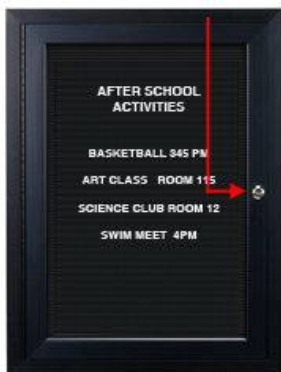 AFTER SCHOOL
ACTIVITIES
BASKETBALL 345 PM
ART CLASS ROOM 115
SCIENCE CLUB ROOM 12
SWIM MEET 4PM